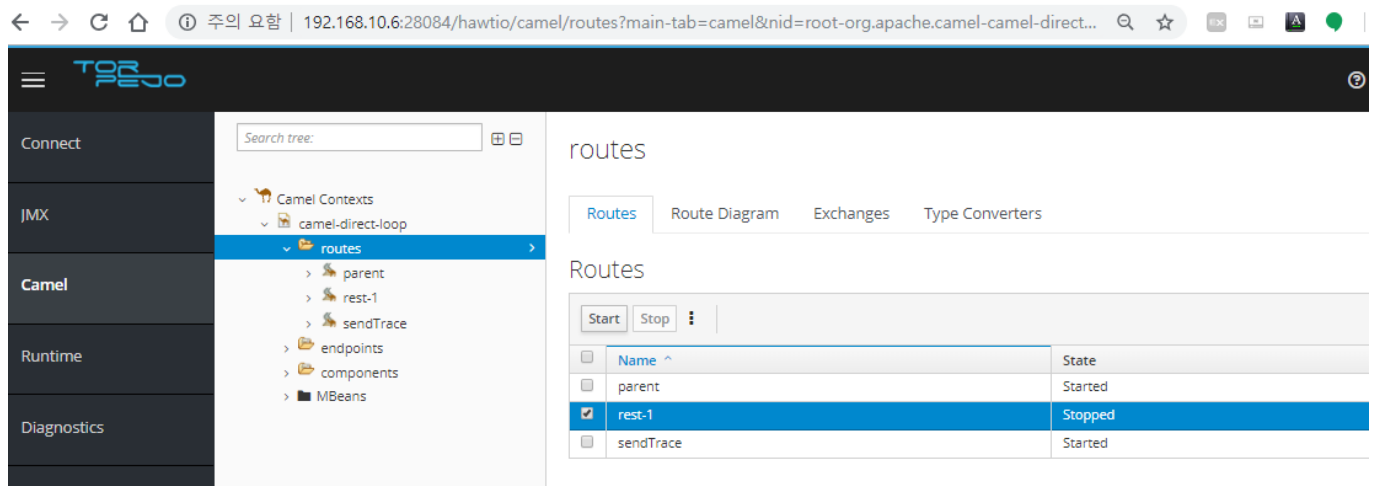 주의 요함 | 192.168.10.6:28084/hawtio/camel/routes?main-tab=camel&nid=root-org.apache.camel-camel-direct...
TORPEDO
Connect
JMX
Camel
Runtime
Diagnostics
Search tree:
Camel Contexts
camel-direct-loop
routes
parent
rest-1
sendTrace
endpoints
components
MBeans
routes
Routes Route Diagram Exchanges Type Converters
Routes
Start Stop
Name State
parent Started
rest-1 Stopped
sendTrace Started